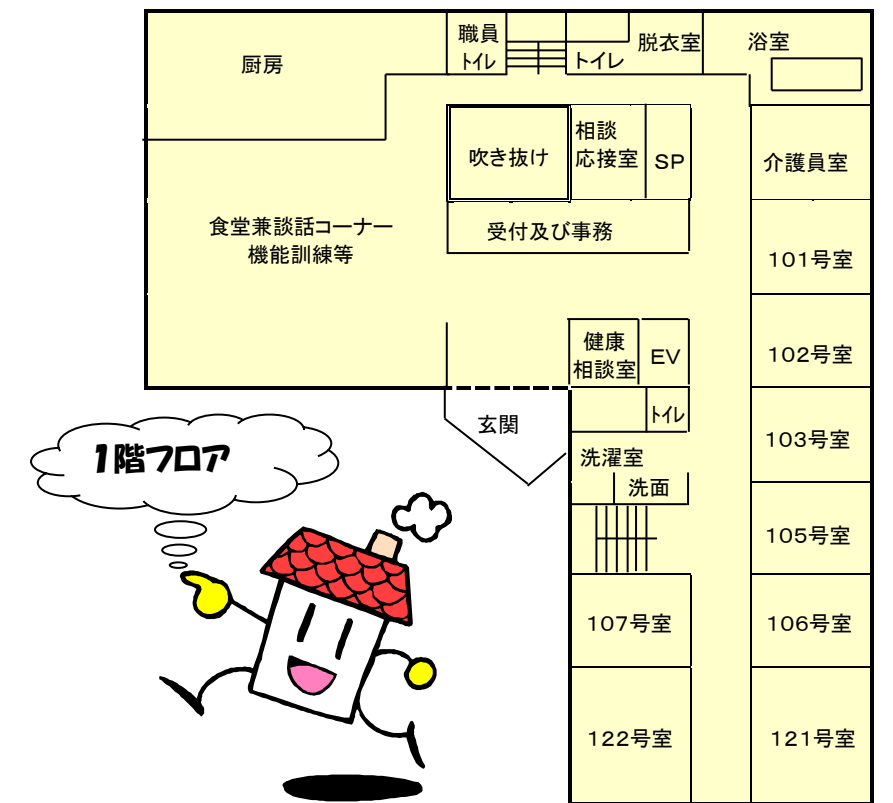 厨房
職員
トイレ
トイレ
脱衣室
浴室
吹き抜け
相談
応接室
SP
介護員室
食堂兼談話コーナー
機能訓練等
受付及び事務
101号室
健康
相談室
EV
102号室
玄関
トイレ
103号室
1階フロア
洗濯室
洗面
105号室
107号室
106号室
122号室
121号室